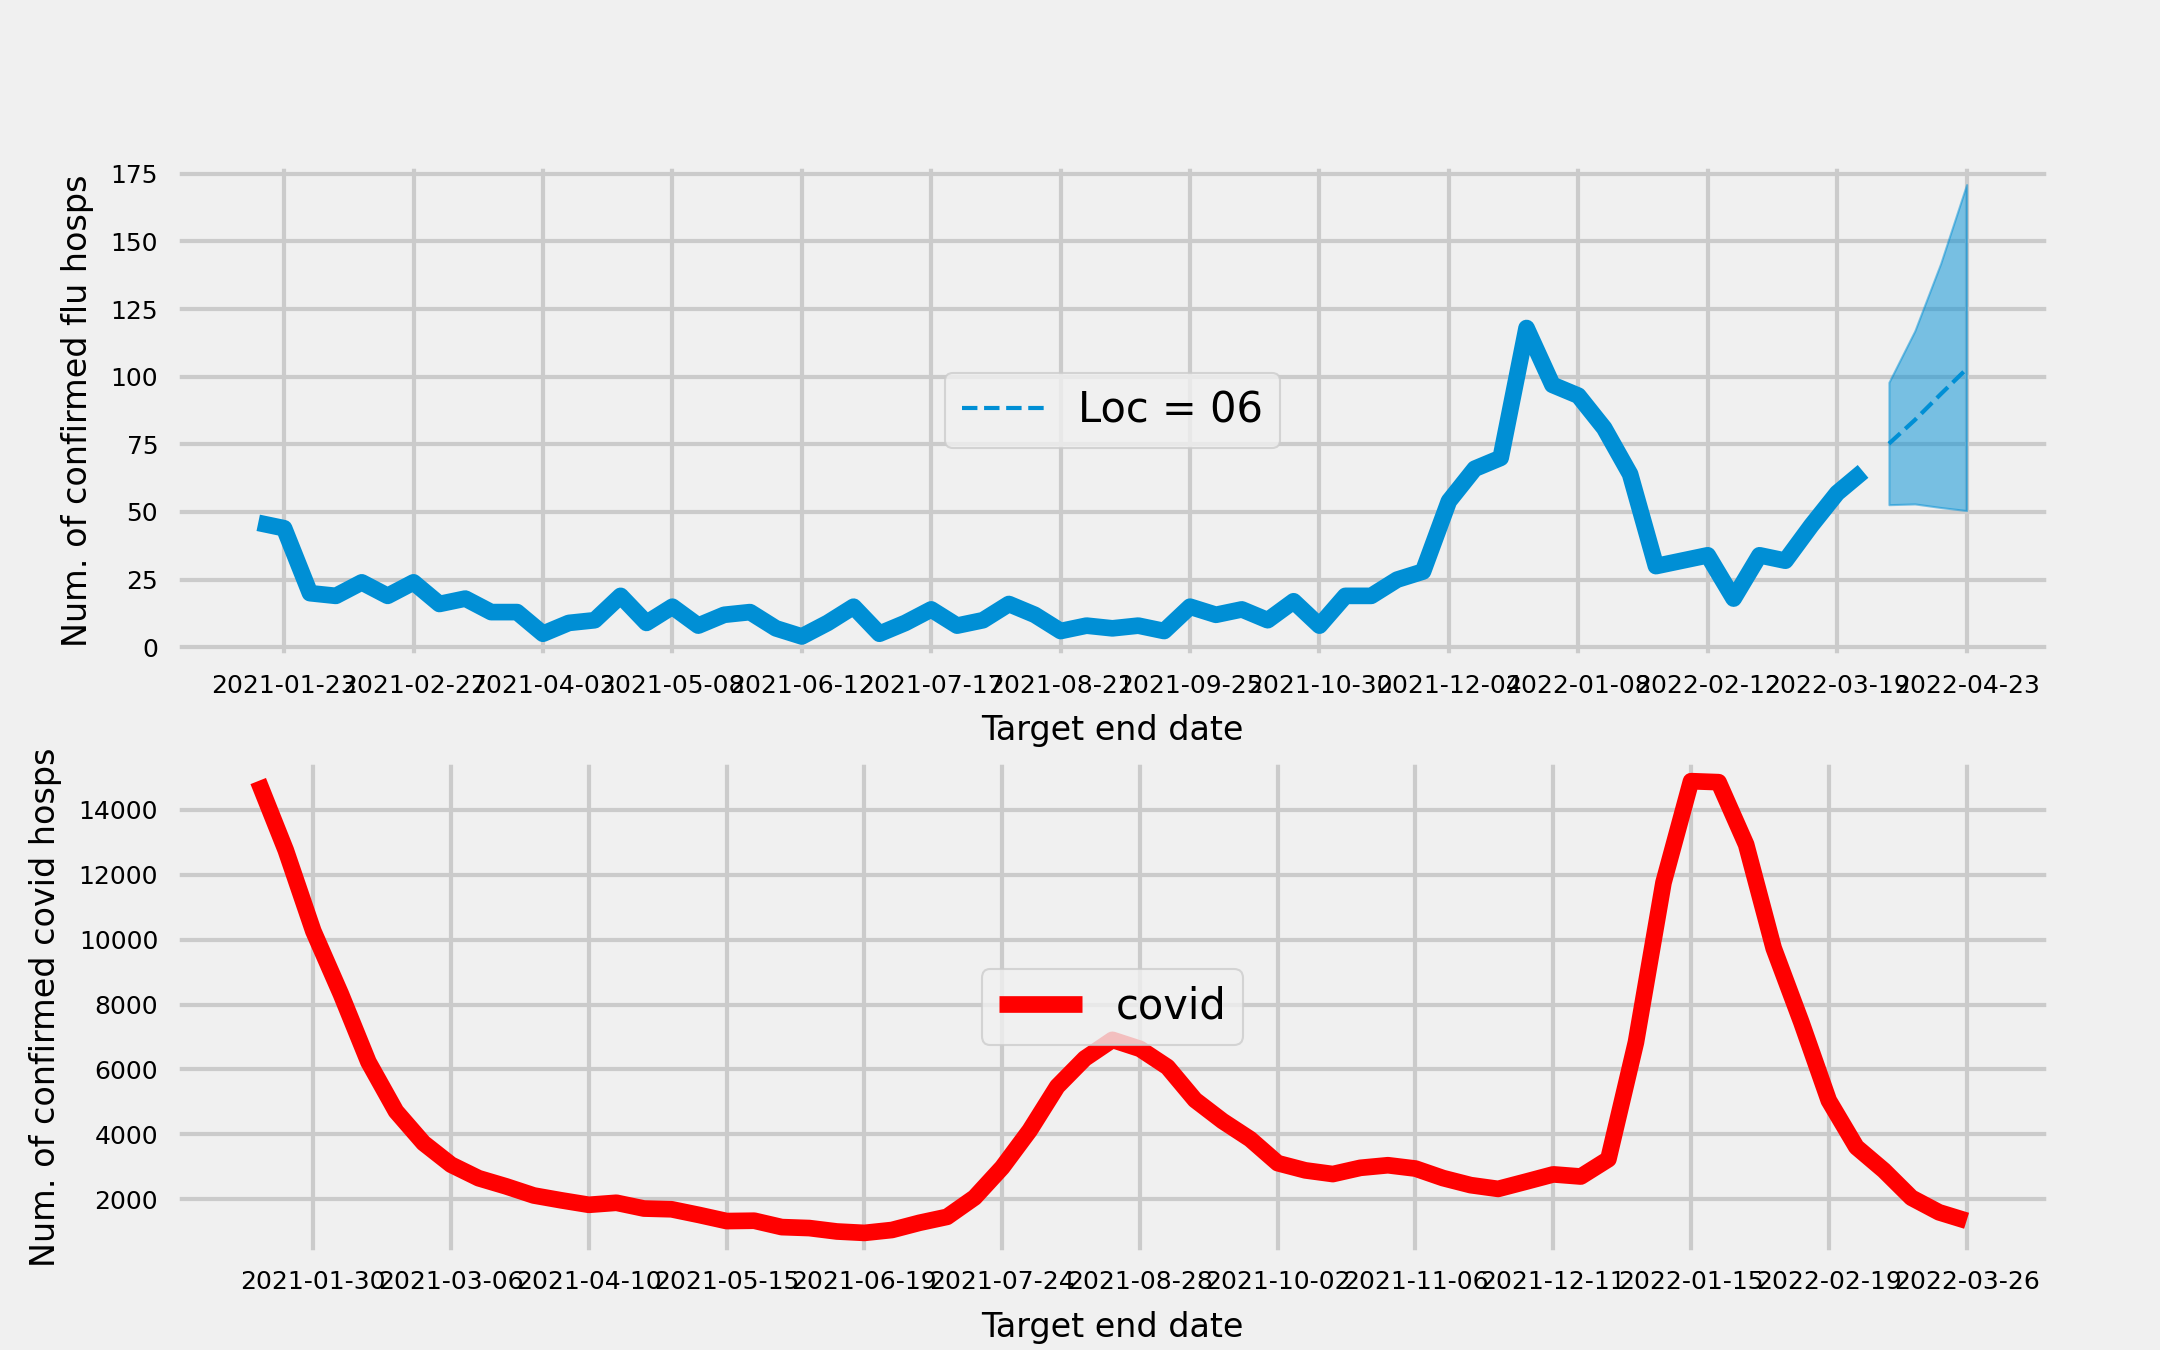 Num. of confirmed flu hosps
175
150
125
100
75
50
25
0
Loc = 06
2021-01-23 2021-02-27 2021-04-03 2021-05-08 2021-06-12 2021-07-17 2021-08-21 2021-09-25 2021-10-30 2021-12-04 2022-01-08 2022-02-12 2022-03-19 2022-04-23
Target end date
Num. of confirmed covid hosps
14000
12000
10000
8000
6000
4000
2000
covid
2021-01-30 2021-03-06 2021-04-10 2021-05-15 2021-06-19 2021-07-24 2021-08-28 2021-10-02 2021-11-06 2021-12-11 2022-01-15 2022-02-19 2022-03-26
Target end date